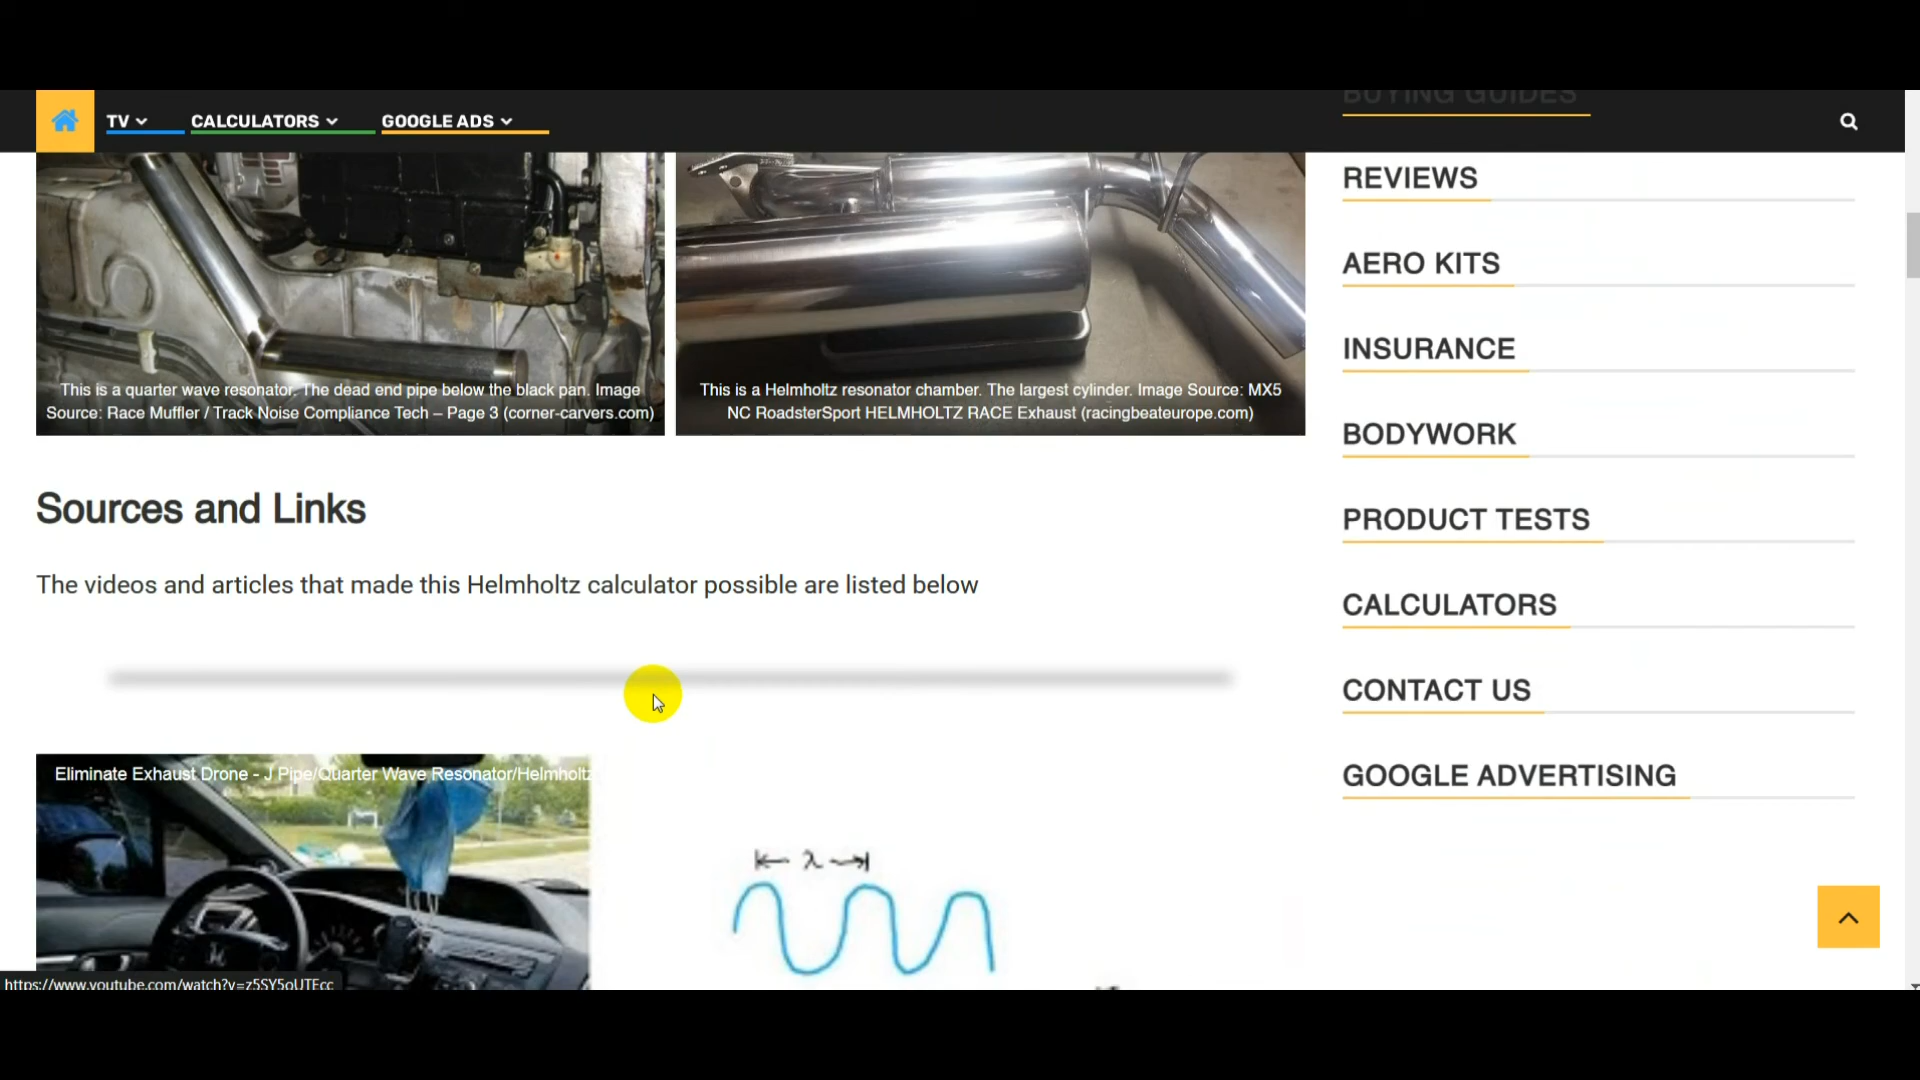 BUYING GUIDES
TV CALCULATORS GOOGLE ADS
This is a quarter wave resonator. The dead end pipe below the black pan. Image
Source: Race Muffler / Track Noise Compliance Tech – Page 3 (corner-carvers.com)
This is a Helmholtz resonator chamber. The largest cylinder. Image Source: MX5
NC RoadsterSport HELMHOLTZ RACE Exhaust (racingbeateurope.com)
Sources and Links
The videos and articles that made this Helmholtz calculator possible are listed below
Eliminate Exhaust Drone - J Pipe/Quarter Wave Resonator/Helmholtz
λ
REVIEWS
AERO KITS
INSURANCE
BODYWORK
PRODUCT TESTS
CALCULATORS
CONTACT US
GOOGLE ADVERTISING
https://www.youtube.com/watch?v=z5SY5oUTFcc